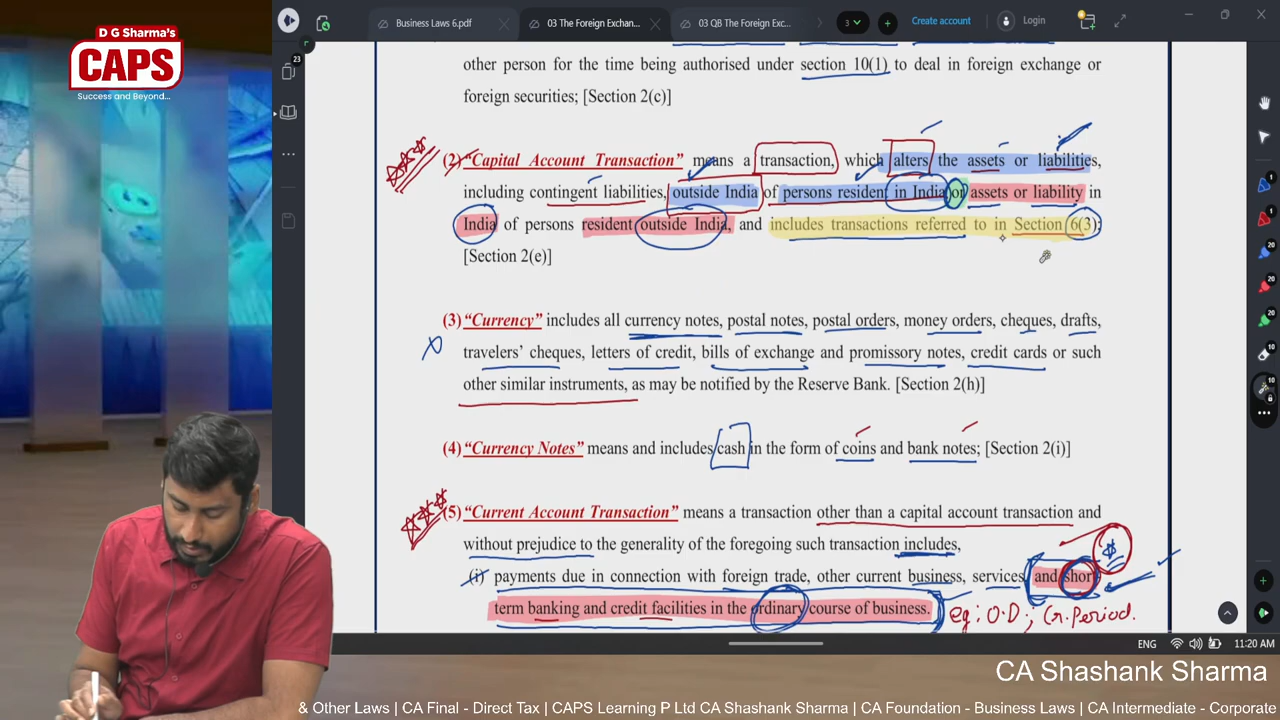 D G Sharma's
CAPS
Success and Beyond...
Business Laws 6.pdf
03 The Foreign Exchan...
03 QB The Foreign Exc...
3
Create account
Login
23
other person for the time being authorised under section 10(1) to deal in foreign exchange or
foreign securities; [Section 2(c)]
(2) “Capital Account Transaction” means a transaction, which alters the assets or liabilities,
including contingent liabilities, outside India of persons resident in India or assets or liability in
India of persons resident outside India, and includes transactions referred to in Section 6(3);
[Section 2(e)]
(3) “Currency” includes all currency notes, postal notes, postal orders, money orders, cheques, drafts,
travelers’ cheques, letters of credit, bills of exchange and promissory notes, credit cards or such
other similar instruments, as may be notified by the Reserve Bank. [Section 2(h)]
(4) “Currency Notes” means and includes cash in the form of coins and bank notes; [Section 2(i)]
(5) “Current Account Transaction” means a transaction other than a capital account transaction and
without prejudice to the generality of the foregoing such transaction includes,
(i) payments due in connection with foreign trade, other current business, services and short
term banking and credit facilities in the ordinary course of business.
eg: O.D; Cr.Period.
1
1
20
20
20
10
10
ENG
11:20 AM
CA Shashank Sharma
& Other Laws | CA Final - Direct Tax | CAPS Learning P Ltd CA Shashank Sharma | CA Foundation - Business Laws | CA Intermediate - Corporate